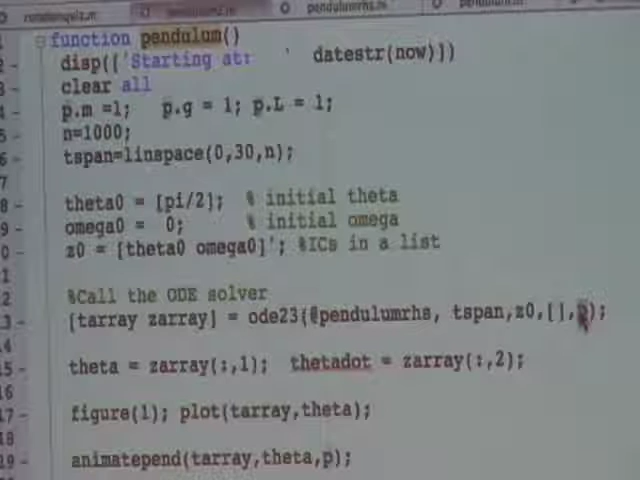 pendulumrhs.m
function pendulum()
disp(['Starting at: ' datestr(now)])
clear all
p.m =1; p.g = 1; p.L = 1;
n=1000;
tspan=linspace(0,30,n);
theta0 = [pi/2]; % initial theta
omega0 = 0; % initial omega
z0 = [theta0 omega0]'; %ICs in a list
%Call the ODE solver
[tarray zarray] = ode23(@pendulumrhs, tspan,z0,[],p);
theta = zarray(:,1); thetadot = zarray(:,2);
figure(1); plot(tarray,theta);
animatepend(tarray,theta,p);